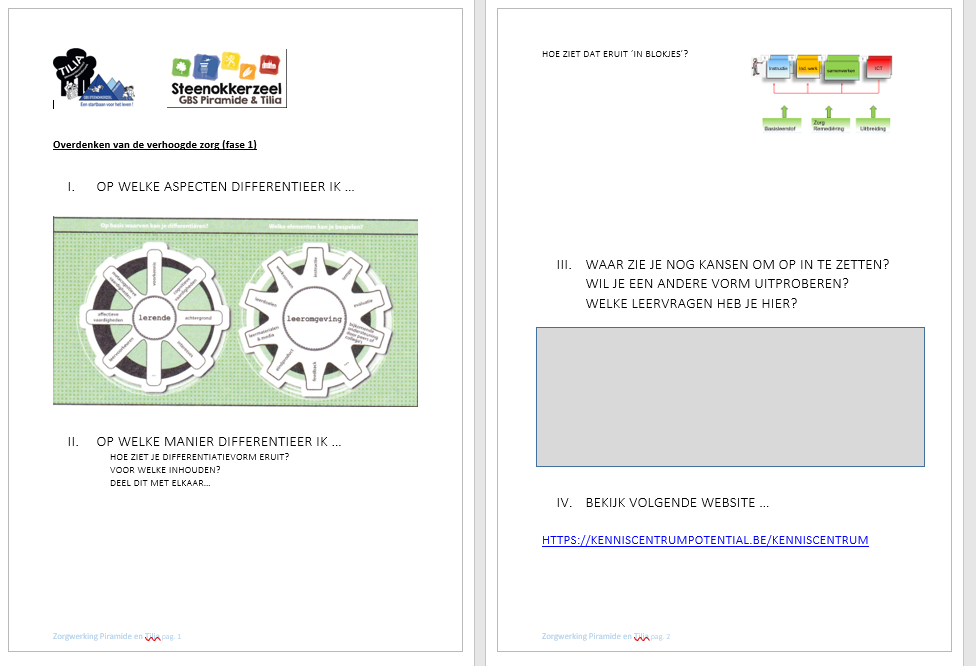 TILIA
DE PIRAMIDE
Een startbaan voor het leven !
Steenokkerzeel
GBS Piramide & Tilia
Overdenken van de verhoogde zorg (fase 1)
I. OP WELKE ASPECTEN DIFFERENTIEER IK …
Op basis waarvan kan je differentiëren?
Welke elementen kan je bespelen?
lerende
achtergrond
interesses
leervoorkeuren
affectieve vaardigheden
leeromgeving
instructie
evaluatie
feedback
eindproduct
leermaterialen & media
leerdoelen
II. OP WELKE MANIER DIFFERENTIEER IK …
HOE ZIET JE DIFFERENTIATIEVORM ERUIT?
VOOR WELKE INHOUDEN?
DEEL DIT MET ELKAAR…
Zorgwerking Piramide en Tilia pag. 1
HOE ZIET DAT ERUIT ‘IN BLOKJES’?
instructie
ind. werk
samenwerken
ICT
Basisleerstof
Zorg
Remediëring
Uitbreiding
III. WAAR ZIE JE NOG KANSEN OM OP IN TE ZETTEN?
WIL JE EEN ANDERE VORM UITPROBEREN?
WELKE LEERVRAGEN HEB JE HIER?
IV. BEKIJK VOLGENDE WEBSITE …
HTTPS://KENNISCENTRUMPOTENTIAL.BE/KENNISCENTRUM
Zorgwerking Piramide en Tilia pag. 2